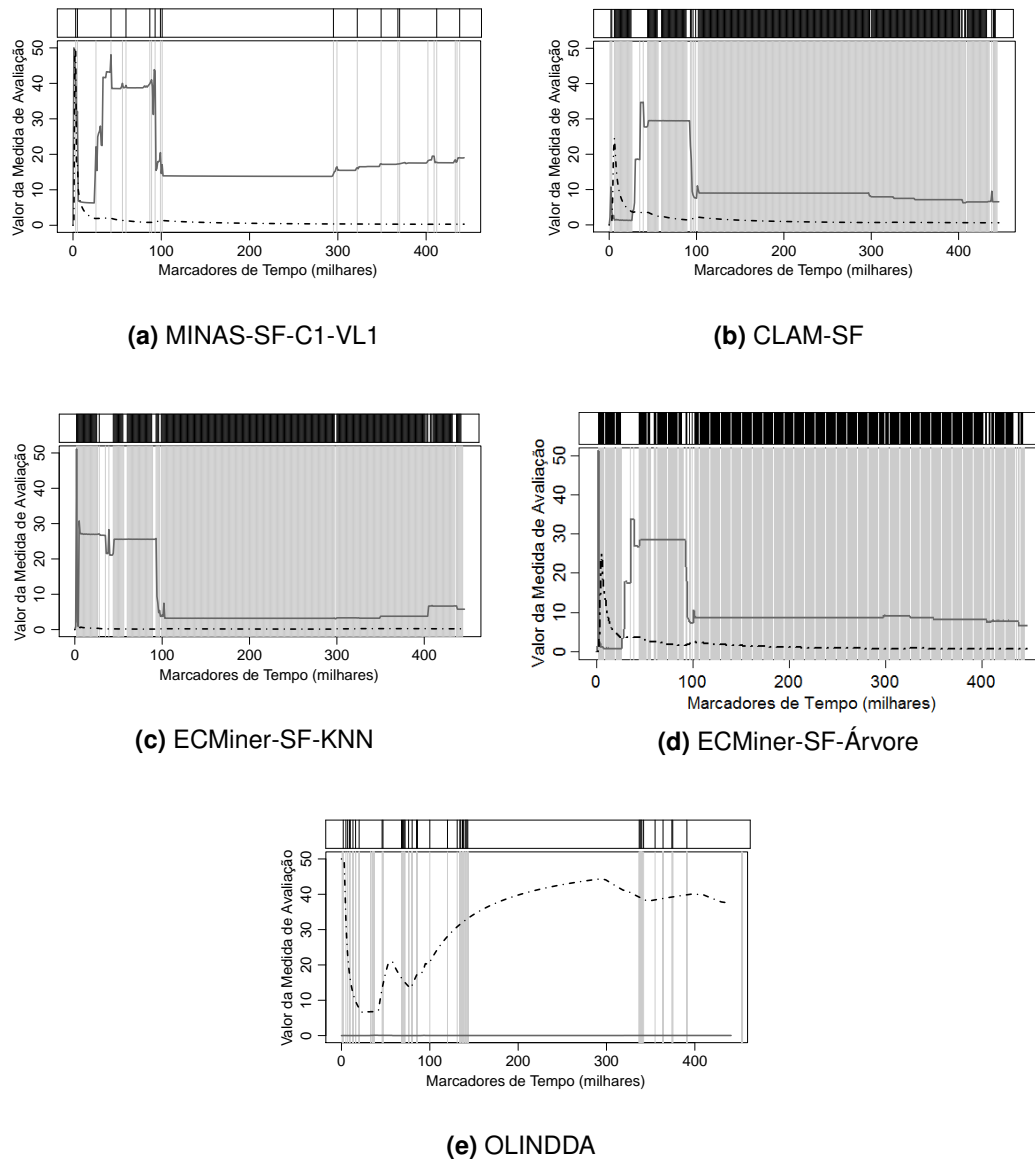 Valor da Medida de Avaliação
50
40
30
20
10
0
0 100 200 300 400
Marcadores de Tempo (milhares)
(a) MINAS-SF-C1-VL1
Valor da Medida de Avaliação
50
40
30
20
10
0
0 100 200 300 400
Marcadores de Tempo (milhares)
(b) CLAM-SF
Valor da Medida de Avaliação
50
40
30
20
10
0
0 100 200 300 400
Marcadores de Tempo (milhares)
(c) ECMiner-SF-KNN
Valor da Medida de Avaliação
50
40
30
20
10
0
0 100 200 300 400
Marcadores de Tempo (milhares)
(d) ECMiner-SF-Árvore
Valor da Medida de Avaliação
50
40
30
20
10
0
0 100 200 300 400
Marcadores de Tempo (milhares)
(e) OLINDDA